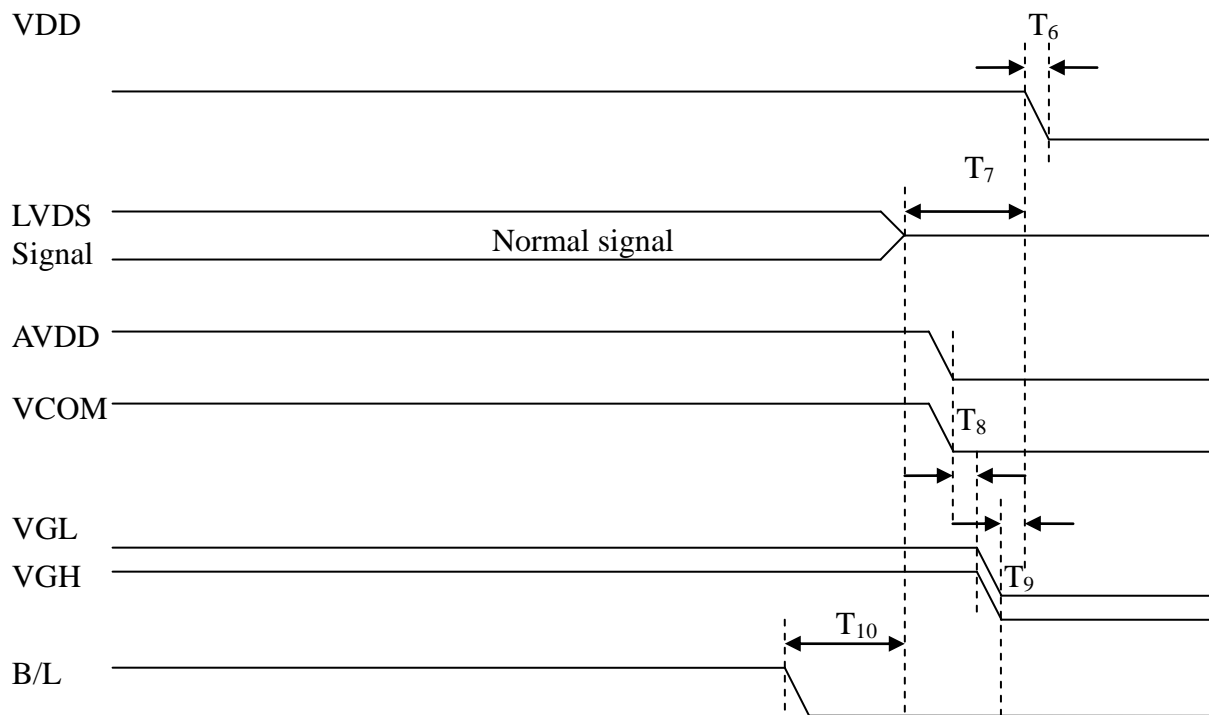 VDD
T₆
T₇
LVDS
Signal
Normal signal
AVDD
VCOM
T₈
VGL
VGH
T₉
T₁₀
B/L